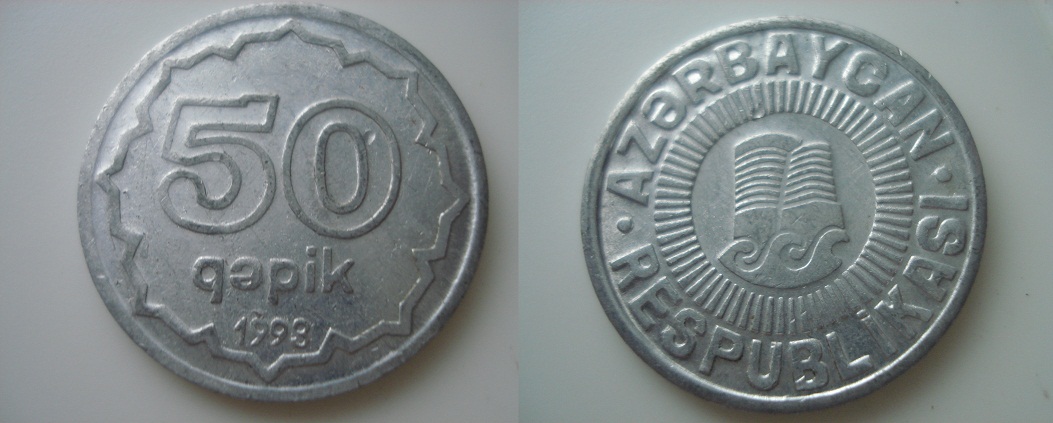 50
qəpik
1993
AZƏRBAYCAN
RESPUBLİKASI